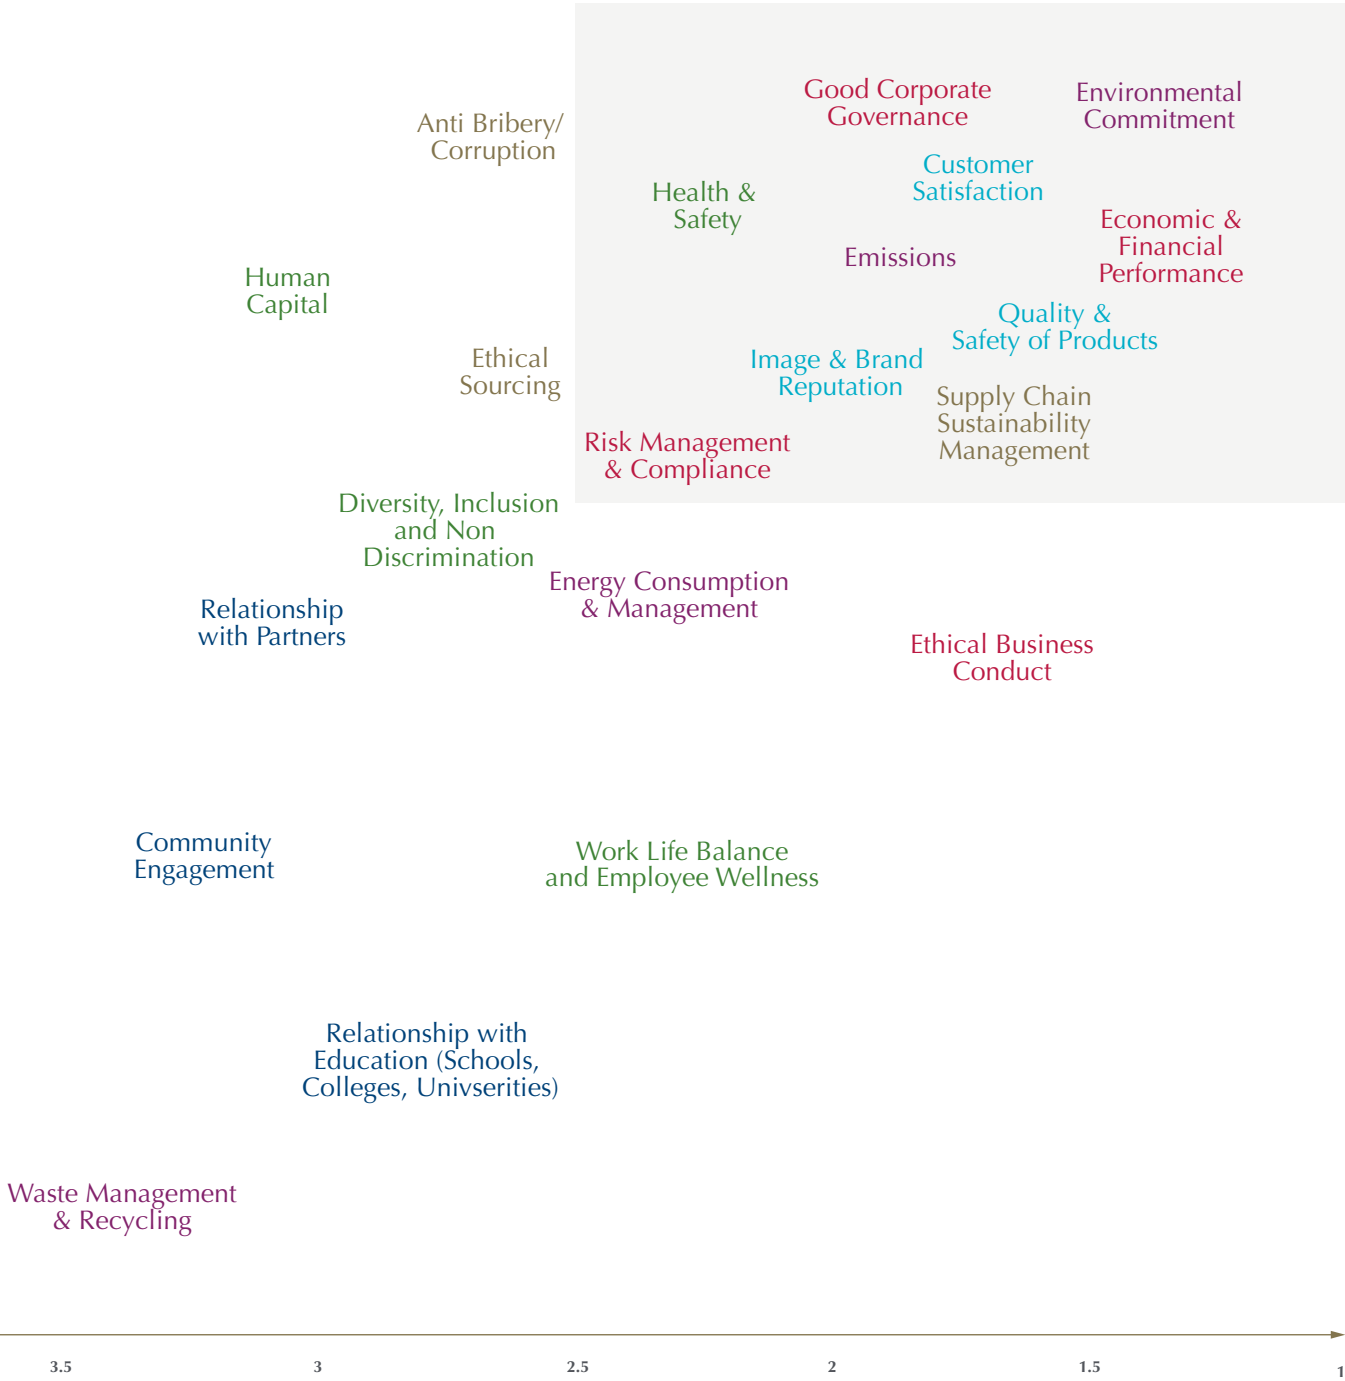 Good Corporate
Governance
Environmental
Commitment
Anti Bribery/
Corruption
Customer
Satisfaction
Health &
Safety
Economic &
Financial
Performance
Emissions
Human
Capital
Quality &
Safety of Products
Ethical
Sourcing
Image & Brand
Reputation
Supply Chain
Sustainability
Management
Risk Management
& Compliance
Diversity, Inclusion
and Non
Discrimination
Energy Consumption
& Management
Relationship
with Partners
Ethical Business
Conduct
Community
Engagement
Work Life Balance
and Employee Wellness
Relationship with
Education (Schools,
Colleges, Univserities)
Waste Management
& Recycling
3.5 3 2.5 2 1.5 1